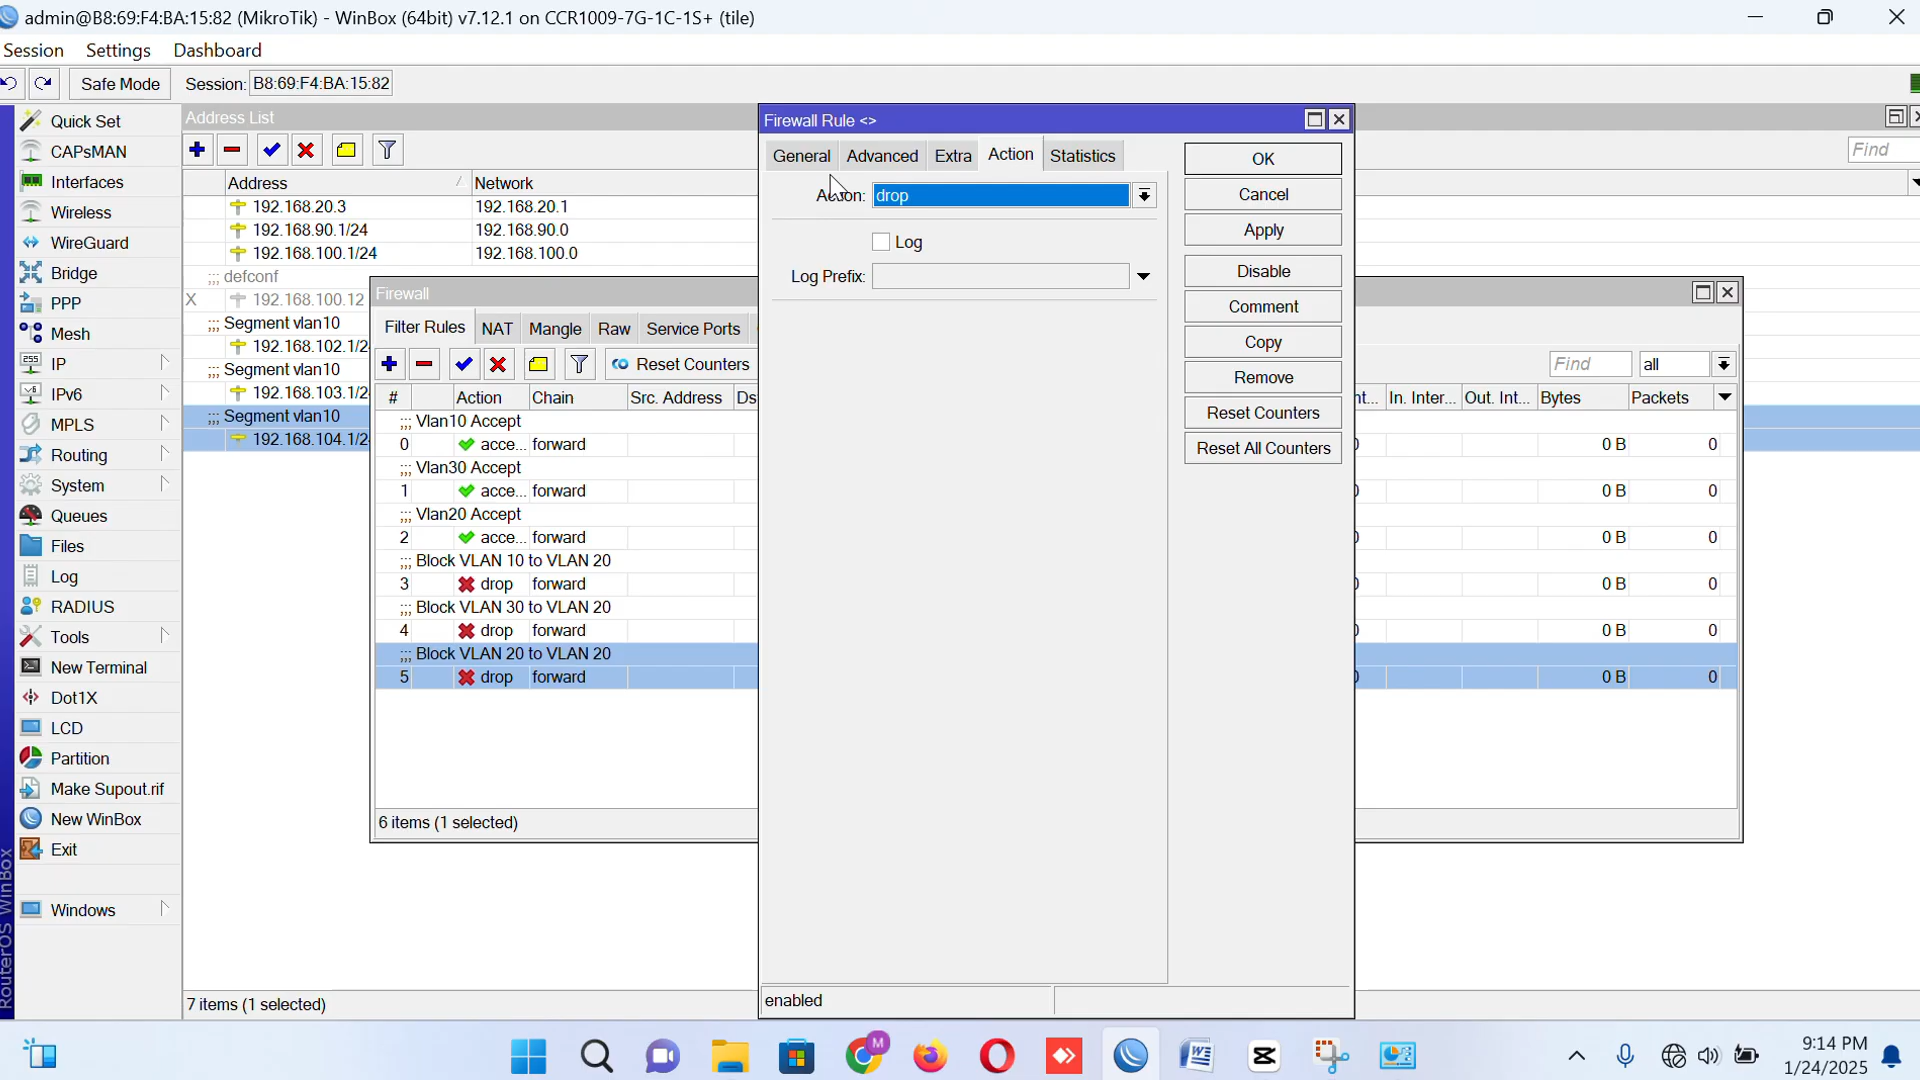 admin@B8:69:F4:BA:15:82 (MikroTik) - WinBox (64bit) v7.12.1 on CCR1009-7G-1C-1S+ (tile)
Session Settings Dashboard
Safe Mode Session: B8:69:F4:BA:15:82
Quick Set
CAPsMAN
Interfaces
Wireless
WireGuard
Bridge
PPP
Mesh
IP
IPv6
MPLS
Routing
System
Queues
Files
Log
RADIUS
Tools
New Terminal
Dot1X
LCD
Partition
Make Supout.rif
New WinBox
Exit
Windows
RouterOS WinBox
Address List
Find
Address Network
192.168.20.3 192.168.20.1
192.168.90.1/24 192.168.90.0
192.168.100.1/24 192.168.100.0
;;; defconf
X 192.168.100.12
;;; Segment vlan10
192.168.102.1/2
;;; Segment vlan10
192.168.103.1/2
;;; Segment vlan10
192.168.104.1/2
7 items (1 selected)
Firewall
Filter Rules NAT Mangle Raw Service Ports
Reset Counters Find all
# Action Chain Src. Address Ds nt... In. Inter... Out. Int... Bytes Packets
;;; Vlan10 Accept
0 acce... forward 0 B 0
;;; Vlan30 Accept
1 acce... forward 0 B 0
;;; Vlan20 Accept
2 acce... forward 0 B 0
;;; Block VLAN 10 to VLAN 20
3 drop forward 0 B 0
;;; Block VLAN 30 to VLAN 20
4 drop forward 0 B 0
;;; Block VLAN 20 to VLAN 20
5 drop forward 0 B 0
6 items (1 selected)
Firewall Rule <>
General Advanced Extra Action Statistics
Action: drop
Log
Log Prefix:
OK
Cancel
Apply
Disable
Comment
Copy
Remove
Reset Counters
Reset All Counters
enabled
9:14 PM
1/24/2025